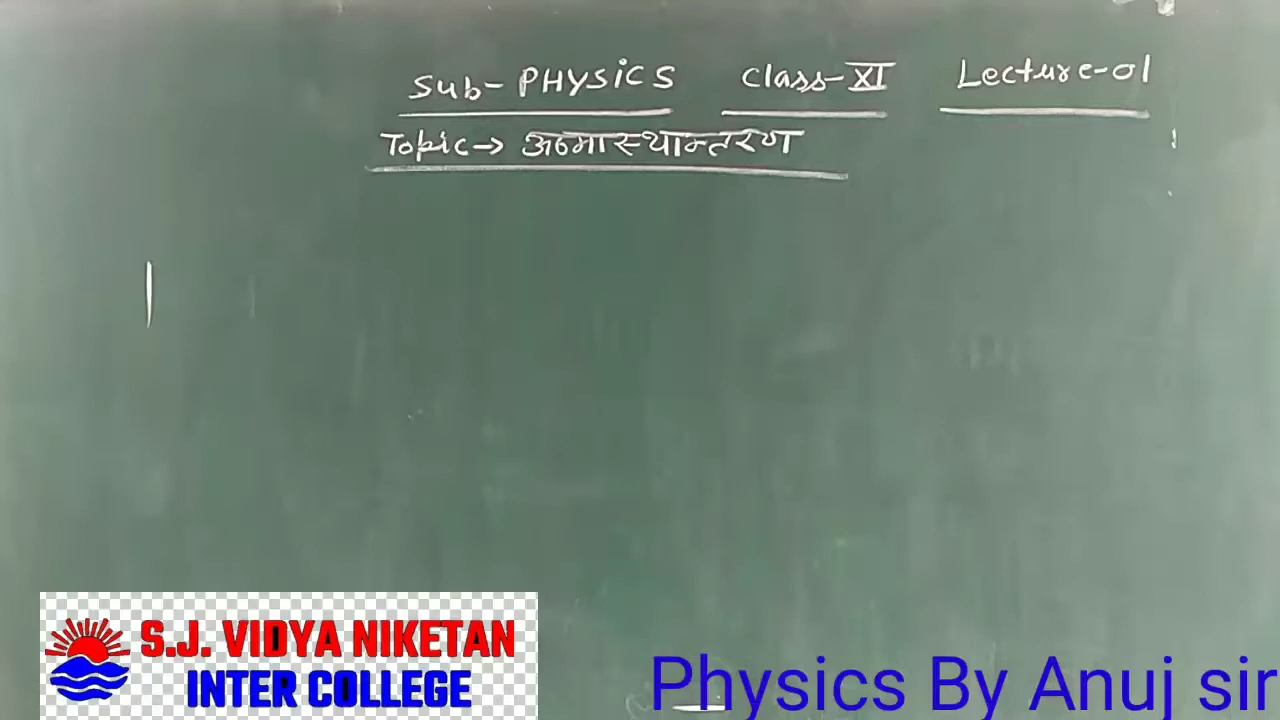 Sub- PHYSICS Class-XI Lecture-01
Topic→ ऊष्मास्थान्तरण
S.J. VIDYA NIKETAN
INTER COLLEGE
Physics By Anuj sir